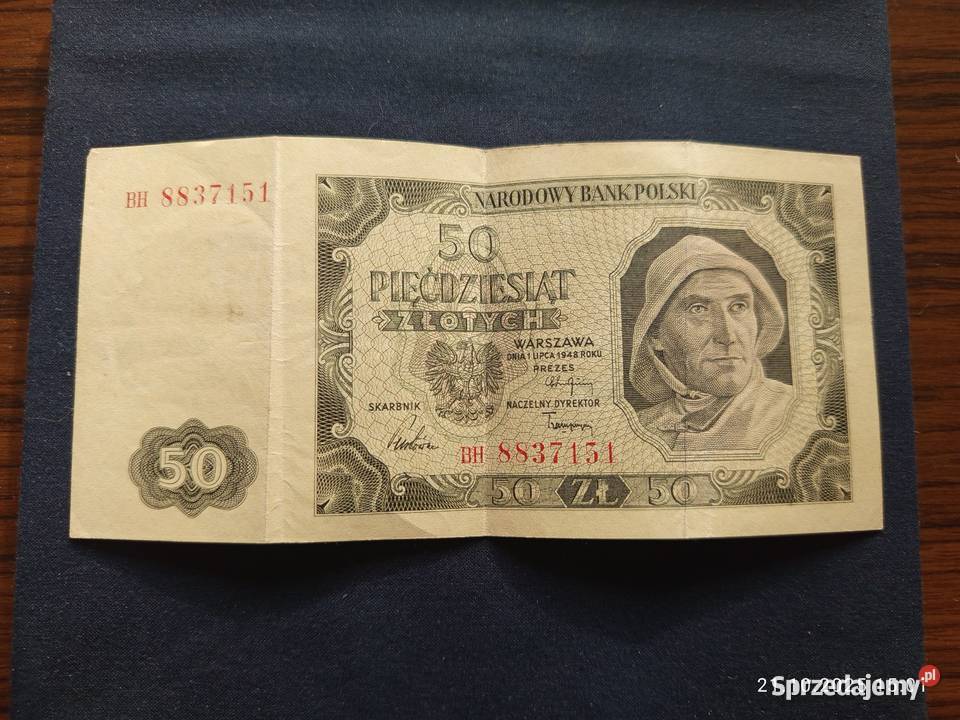 BH 8837151
NARODOWY BANK POLSKI
50
PIĘĆDZIESIĄT
ZŁOTYCH
WARSZAWA
DNIA 1 LIPCA 1948 ROKU
PREZES
SKARBNIK
NACZELNY DYREKTOR
BH 8837151
50
50 ZŁ 50
Sprzedajemy.pl